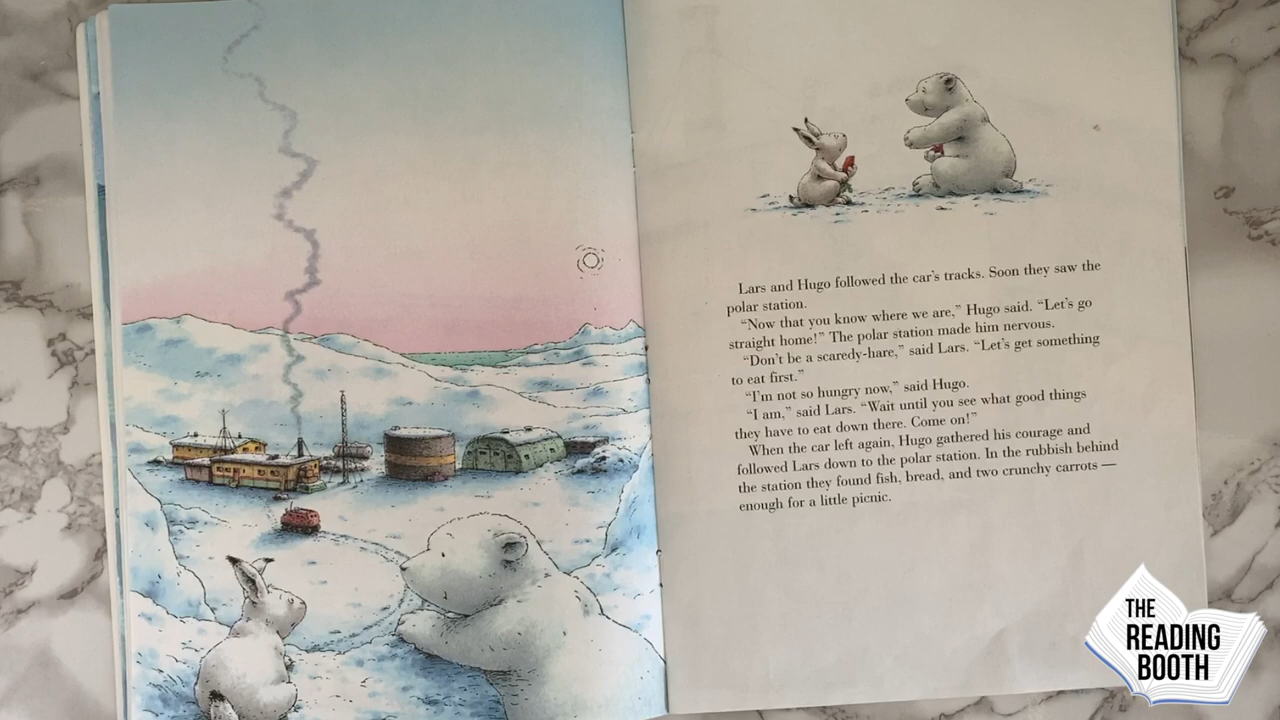 Lars and Hugo followed the car's tracks. Soon they saw the
polar station.
“Now that you know where we are,” Hugo said. “Let's go
straight home!” The polar station made him nervous.
“Don't be a scaredy-hare,” said Lars. “Let's get something
to eat first.”
“I'm not so hungry now,” said Hugo.
“I am,” said Lars. “Wait until you see what good things
they have to eat down there. Come on!”
When the car left again, Hugo gathered his courage and
followed Lars down to the polar station. In the rubbish behind
the station they found fish, bread, and two crunchy carrots —
enough for a little picnic.
THE
READING
BOOTH